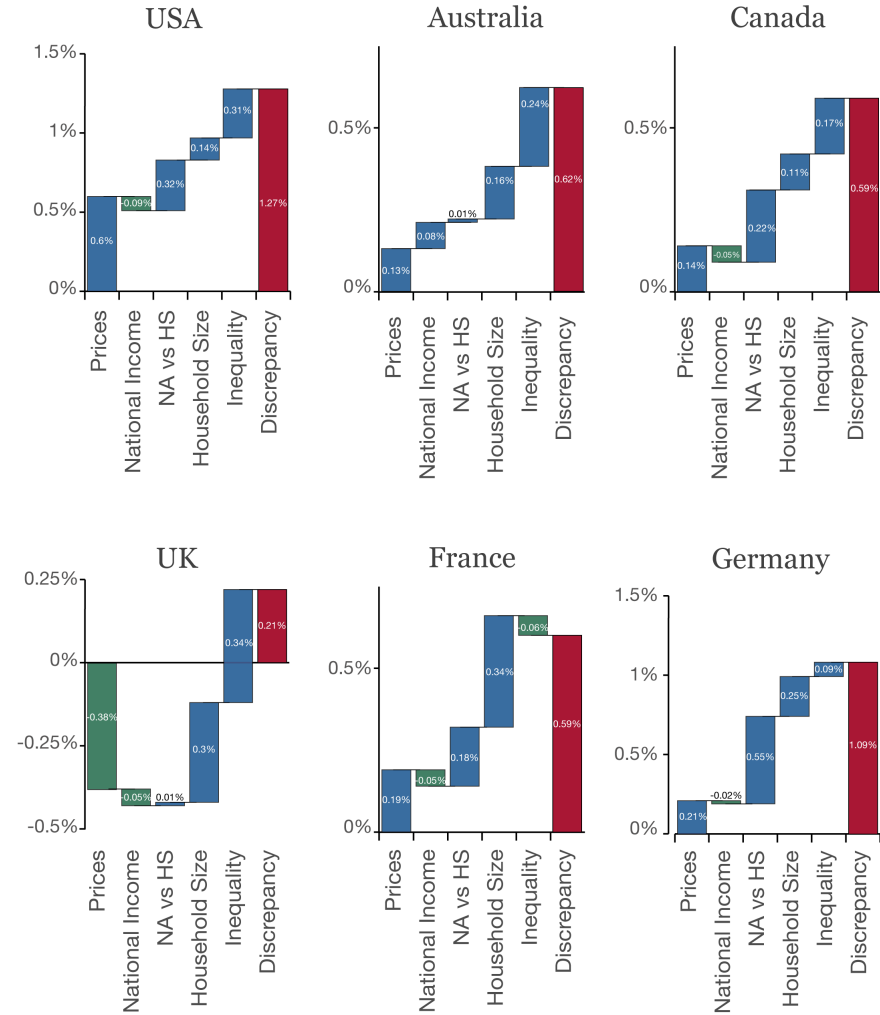 USA
1.5%
1%
0.5%
0%
0.6%
-0.09%
0.32%
0.14%
0.31%
1.27%
Prices
National Income
NA vs HS
Household Size
Inequality
Discrepancy
Australia
0.5%
0%
0.13%
0.08%
0.01%
0.16%
0.24%
0.62%
Prices
National Income
NA vs HS
Household Size
Inequality
Discrepancy
Canada
0.5%
0%
0.14%
-0.05%
0.22%
0.11%
0.17%
0.59%
Prices
National Income
NA vs HS
Household Size
Inequality
Discrepancy
UK
0.25%
0%
-0.25%
-0.5%
-0.38%
-0.05%
0.01%
0.3%
0.34%
0.21%
Prices
National Income
NA vs HS
Household Size
Inequality
Discrepancy
France
0.5%
0%
0.19%
-0.05%
0.18%
0.34%
-0.06%
0.59%
Prices
National Income
NA vs HS
Household Size
Inequality
Discrepancy
Germany
1.5%
1%
0.5%
0%
0.21%
-0.02%
0.55%
0.25%
0.09%
1.09%
Prices
National Income
NA vs HS
Household Size
Inequality
Discrepancy